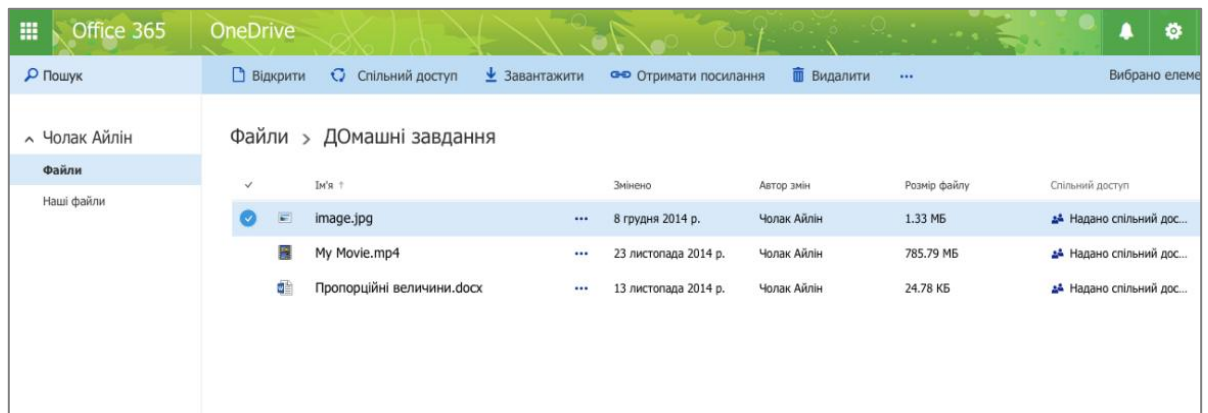 Office 365 OneDrive
Пошук Відкрити Спільний доступ Завантажити Отримати посилання Видалити ... Вибрано елеме
Чолак Айлін
Файли
Наші файли
Файли > ДОмашні завдання
Ім'я ↑ Змінено Автор змін Розмір файлу Спільний доступ
image.jpg ... 8 грудня 2014 р. Чолак Айлін 1.33 МБ Надано спільний дос...
My Movie.mp4 ... 23 листопада 2014 р. Чолак Айлін 785.79 МБ Надано спільний дос...
Пропорційні величини.docx ... 13 листопада 2014 р. Чолак Айлін 24.78 КБ Надано спільний дос...